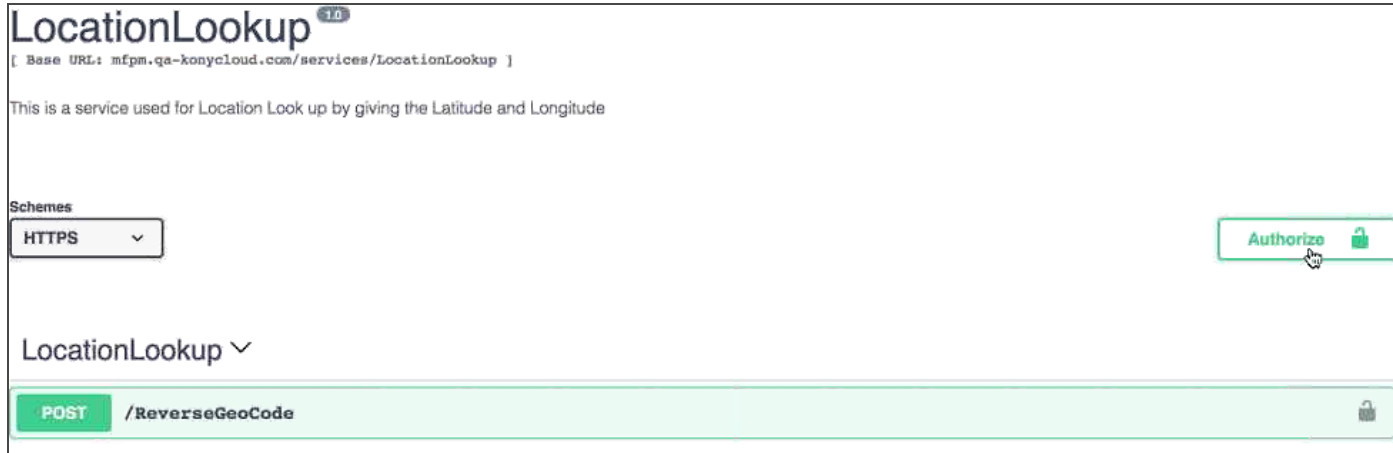 LocationLookup 1.0
[ Base URL: mfpm.qa-konycloud.com/services/LocationLookup ]
This is a service used for Location Look up by giving the Latitude and Longitude
Schemes
HTTPS
Authorize
LocationLookup
POST /ReverseGeoCode